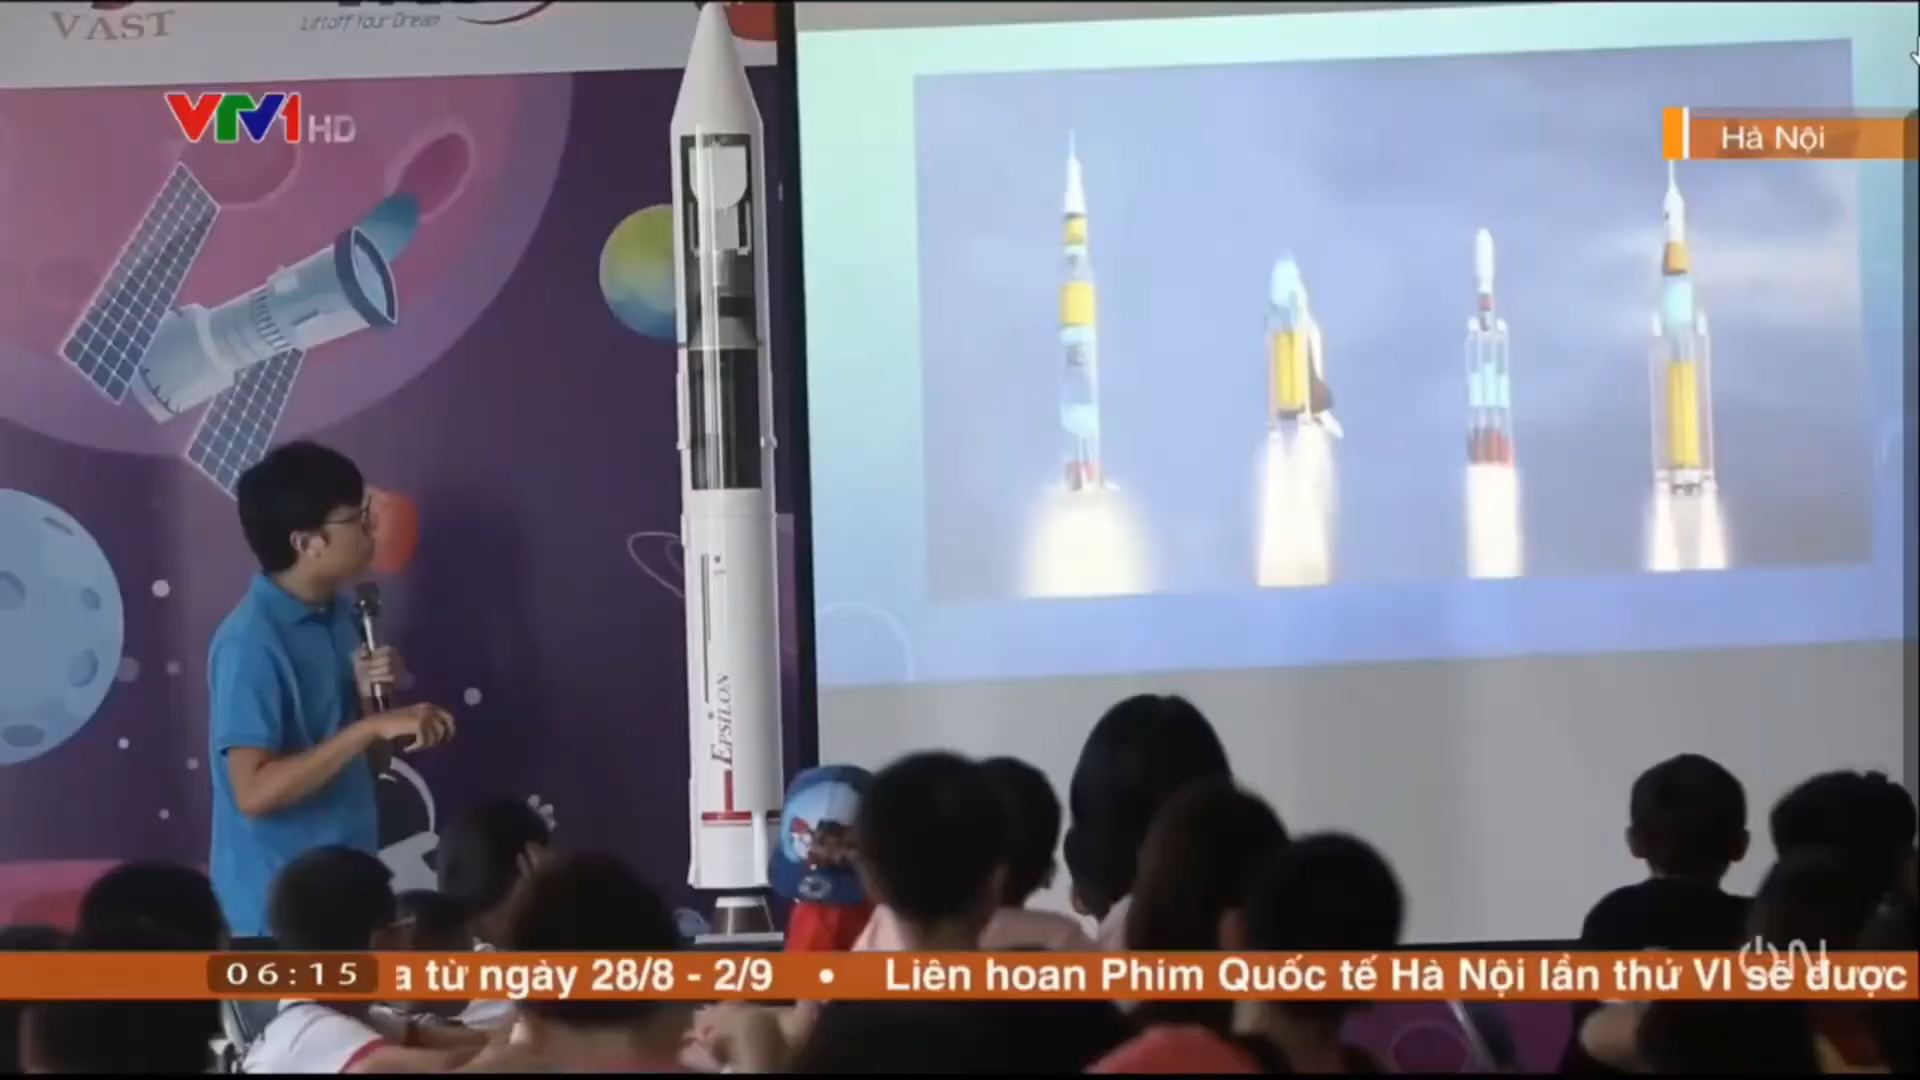 VAST
Liftoff Your Dream
VTV1 HD
Hà Nội
EPSILON
06:15
a từ ngày 28/8 - 2/9 • Liên hoan Phim Quốc tế Hà Nội lần thứ VI sẽ được
ON